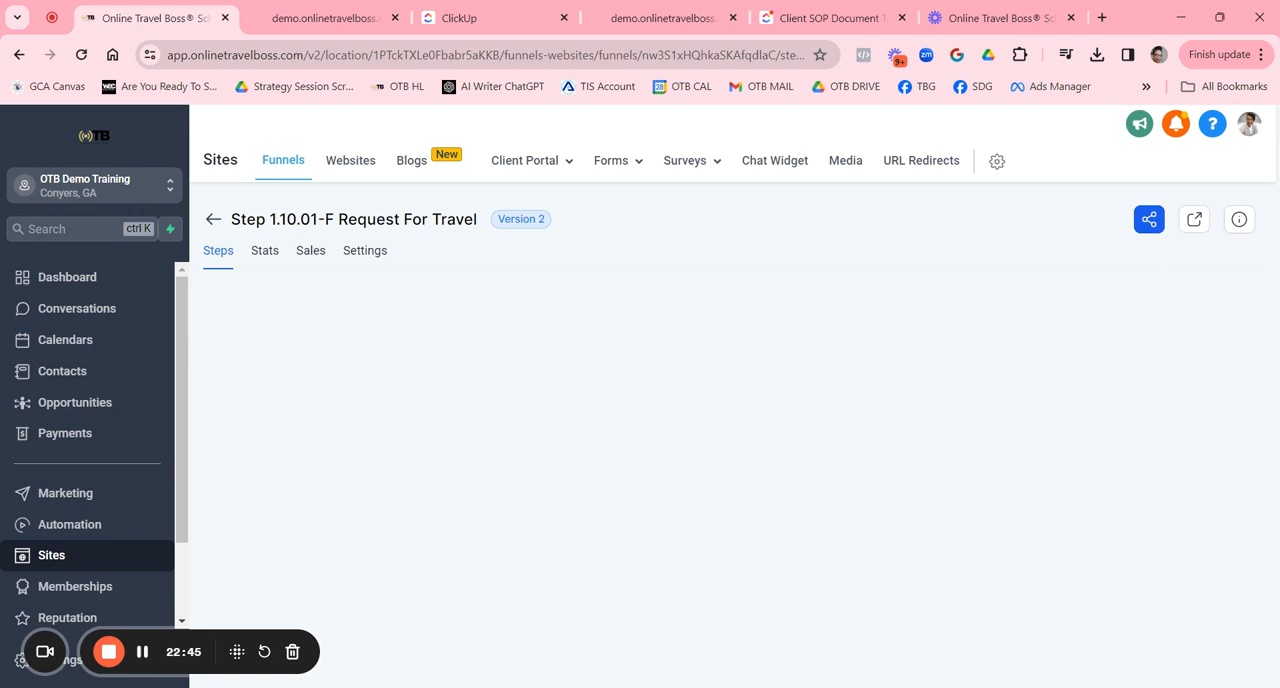 Online Travel Boss® Sc
demo.onlinetravelboss.
ClickUp
demo.onlinetravelboss.
Client SOP Document T
Online Travel Boss® Sc
app.onlinetravelboss.com/v2/location/1PTckTXLe0Fbabr5aKKB/funnels-websites/funnels/nw3S1xHQhkaSKAfqdlaC/ste...
9+
zm
Finish update
GCA Canvas
Are You Ready To S...
Strategy Session Scr...
OTB HL
AI Writer ChatGPT
TIS Account
28
OTB CAL
OTB MAIL
OTB DRIVE
TBG
SDG
Ads Manager
»
All Bookmarks
OTB
OTB Demo Training
Conyers, GA
Search
ctrl K
Dashboard
Conversations
Calendars
Contacts
Opportunities
Payments
Marketing
Automation
Sites
Memberships
Reputation
Sites
Funnels
Websites
Blogs
New
Client Portal
Forms
Surveys
Chat Widget
Media
URL Redirects
Step 1.10.01-F Request For Travel
Version 2
Steps
Stats
Sales
Settings
22:45